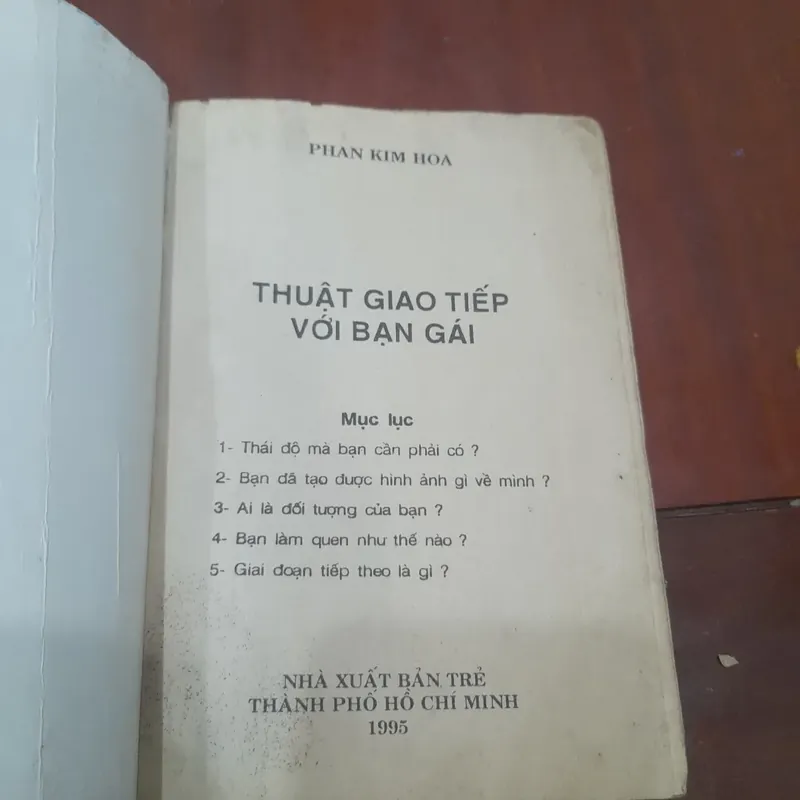 PHAN KIM HOA
THUẬT GIAO TIẾP
VỚI BẠN GÁI
Mục lục
1- Thái độ mà bạn cần phải có ?
2- Bạn đã tạo được hình ảnh gì về mình ?
3- Ai là đối tượng của bạn ?
4- Bạn làm quen như thế nào ?
5- Giai đoạn tiếp theo là gì ?
NHÀ XUẤT BẢN TRẺ
THÀNH PHỐ HỒ CHÍ MINH
1995